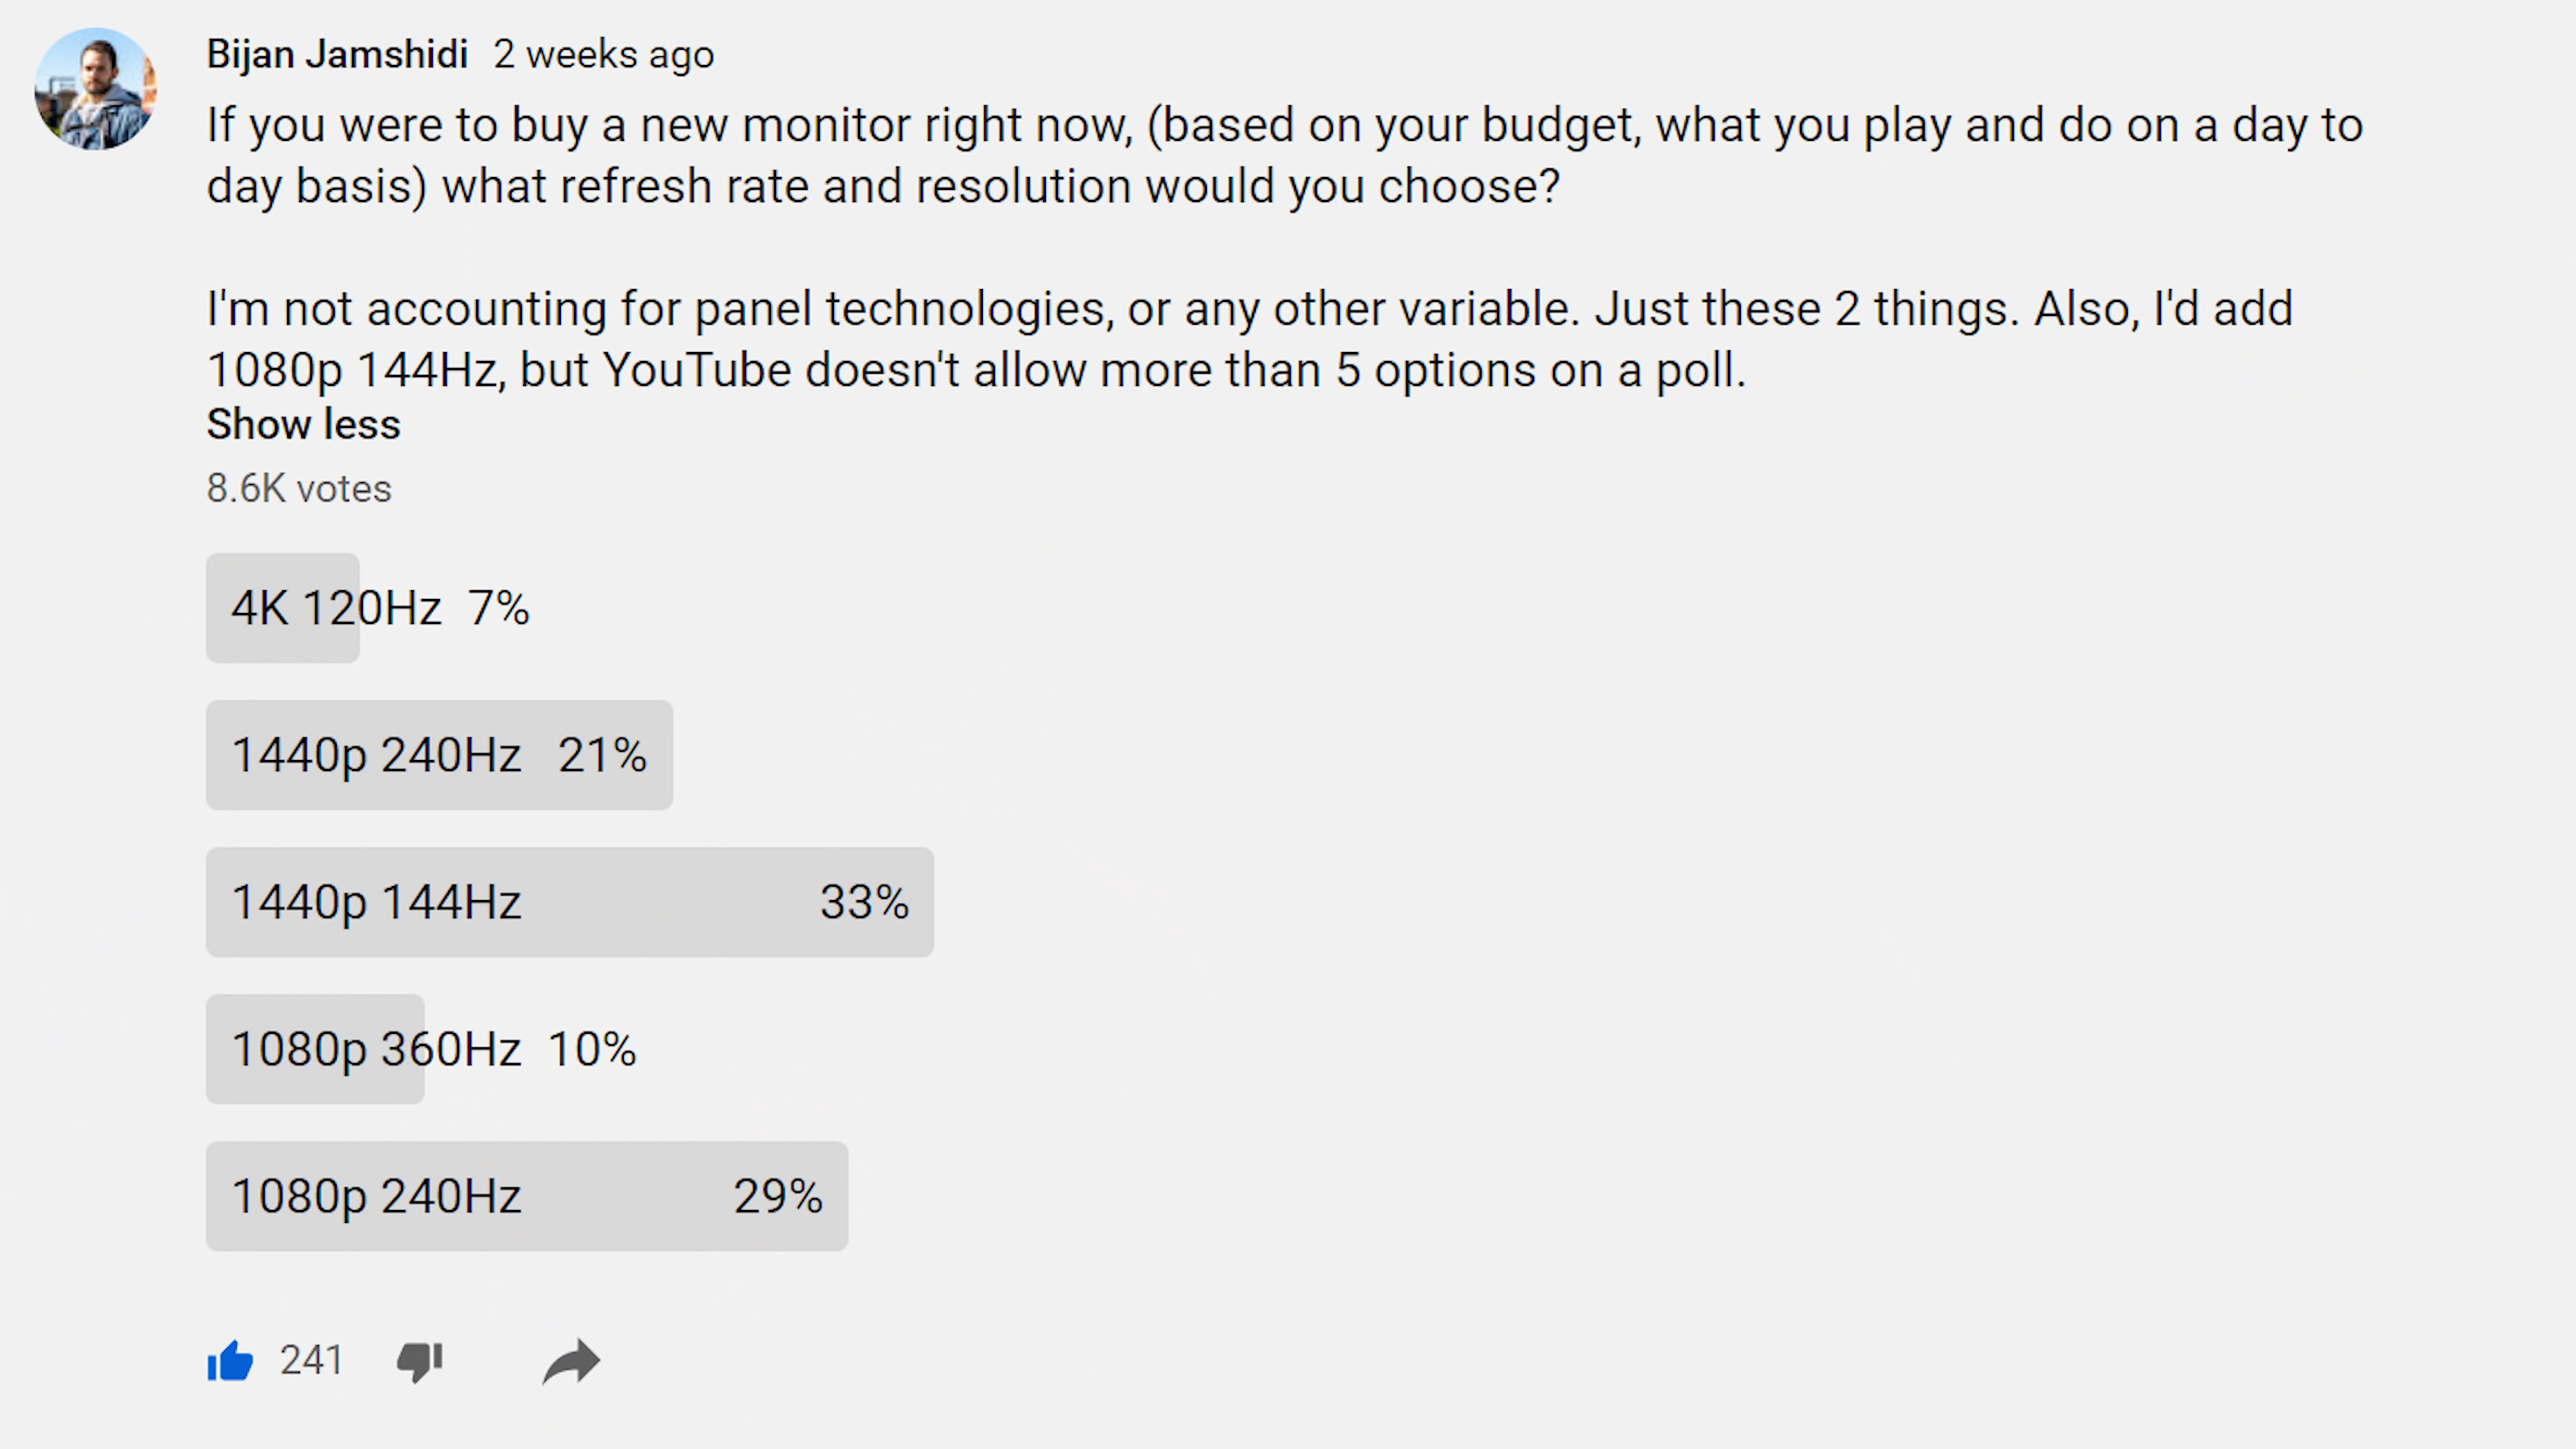 Bijan Jamshidi 2 weeks ago
If you were to buy a new monitor right now, (based on your budget, what you play and do on a day to
day basis) what refresh rate and resolution would you choose?
I'm not accounting for panel technologies, or any other variable. Just these 2 things. Also, I'd add
1080p 144Hz, but YouTube doesn't allow more than 5 options on a poll.
Show less
8.6K votes
4K 120Hz 7%
1440p 240Hz 21%
1440p 144Hz 33%
1080p 360Hz 10%
1080p 240Hz 29%
241